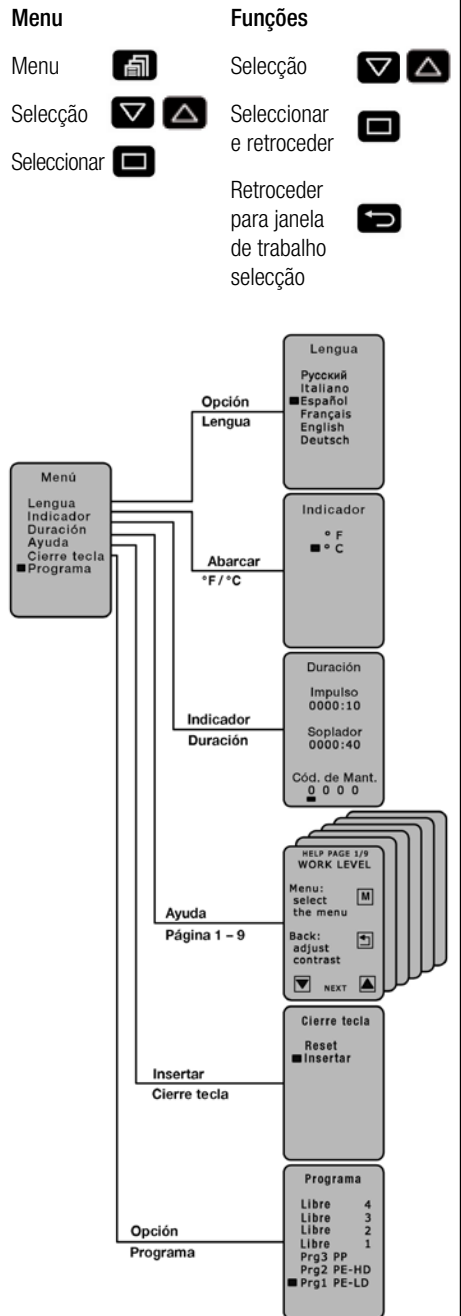 Menu
Menu
Selecção
Seleccionar
Funções
Selecção
Seleccionar
e retroceder
Retroceder
para janela
de trabalho
selecção
Menú
Lengua
Indicador
Duración
Ayuda
Cierre tecla
Programa
Opción
Lengua
Lengua
Русский
Italiano
Español
Français
English
Deutsch
Abarcar
°F / °C
Indicador
° F
° C
Indicador
Duración
Duración
Impulso
0000:10
Soplador
0000:40
Cód. de Mant.
0 0 0 0
Ayuda
Página 1 – 9
HELP PAGE 1/9
WORK LEVEL
Menu:
select
the menu
M
Back:
adjust
contrast
NEXT
Insertar
Cierre tecla
Cierre tecla
Reset
Insertar
Opción
Programa
Programa
Libre 4
Libre 3
Libre 2
Libre 1
Prg3 PP
Prg2 PE-HD
Prg1 PE-LD